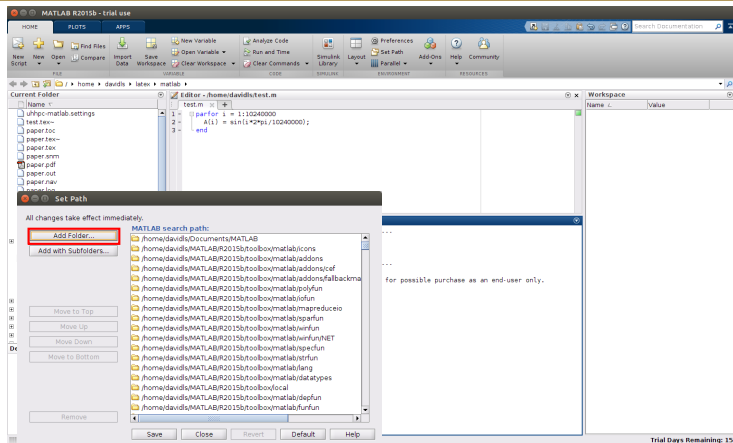 MATLAB R2015b - trial use
HOME PLOTS APPS
Search Documentation
New Script
New
Open
Find Files
Compare
Import Data
Save Workspace
New Variable
Open Variable
Clear Workspace
Analyze Code
Run and Time
Clear Commands
Simulink Library
Layout
Preferences
Set Path
Parallel
Add-Ons
Help
Community
FILE VARIABLE CODE SIMULINK ENVIRONMENT RESOURCES
/ home davidls latex matlab
Current Folder
Name
uhhpc-matlab.settings
test.tex~
paper.toc
paper.tex~
paper.tex
paper.snm
paper.pdf
paper.out
paper.nav
paper.log
Editor - /home/davidls/test.m
test.m
1 - parfor i = 1:10240000
2 - A(i) = sin(i*2*pi/10240000);
3 - end
Workspace
Name Value
for possible purchase as an end-user only.
Set Path
All changes take effect immediately.
Add Folder...
Add with Subfolders...
Move to Top
Move Up
Move Down
Move to Bottom
Remove
MATLAB search path:
/home/davidls/Documents/MATLAB
/home/davidls/MATLAB/R2015b/toolbox/matlab/icons
/home/davidls/MATLAB/R2015b/toolbox/matlab/addons
/home/davidls/MATLAB/R2015b/toolbox/matlab/addons/cef
/home/davidls/MATLAB/R2015b/toolbox/matlab/addons/fallbackma
/home/davidls/MATLAB/R2015b/toolbox/matlab/polyfun
/home/davidls/MATLAB/R2015b/toolbox/matlab/iofun
/home/davidls/MATLAB/R2015b/toolbox/matlab/mapreduceio
/home/davidls/MATLAB/R2015b/toolbox/matlab/sparfun
/home/davidls/MATLAB/R2015b/toolbox/matlab/winfun
/home/davidls/MATLAB/R2015b/toolbox/matlab/winfun/NET
/home/davidls/MATLAB/R2015b/toolbox/matlab/specfun
/home/davidls/MATLAB/R2015b/toolbox/matlab/strfun
/home/davidls/MATLAB/R2015b/toolbox/matlab/lang
/home/davidls/MATLAB/R2015b/toolbox/matlab/datatypes
/home/davidls/MATLAB/R2015b/toolbox/local
/home/davidls/MATLAB/R2015b/toolbox/matlab/depfun
/home/davidls/MATLAB/R2015b/toolbox/matlab/funfun
Save Close Revert Default Help
De
Trial Days Remaining: 15